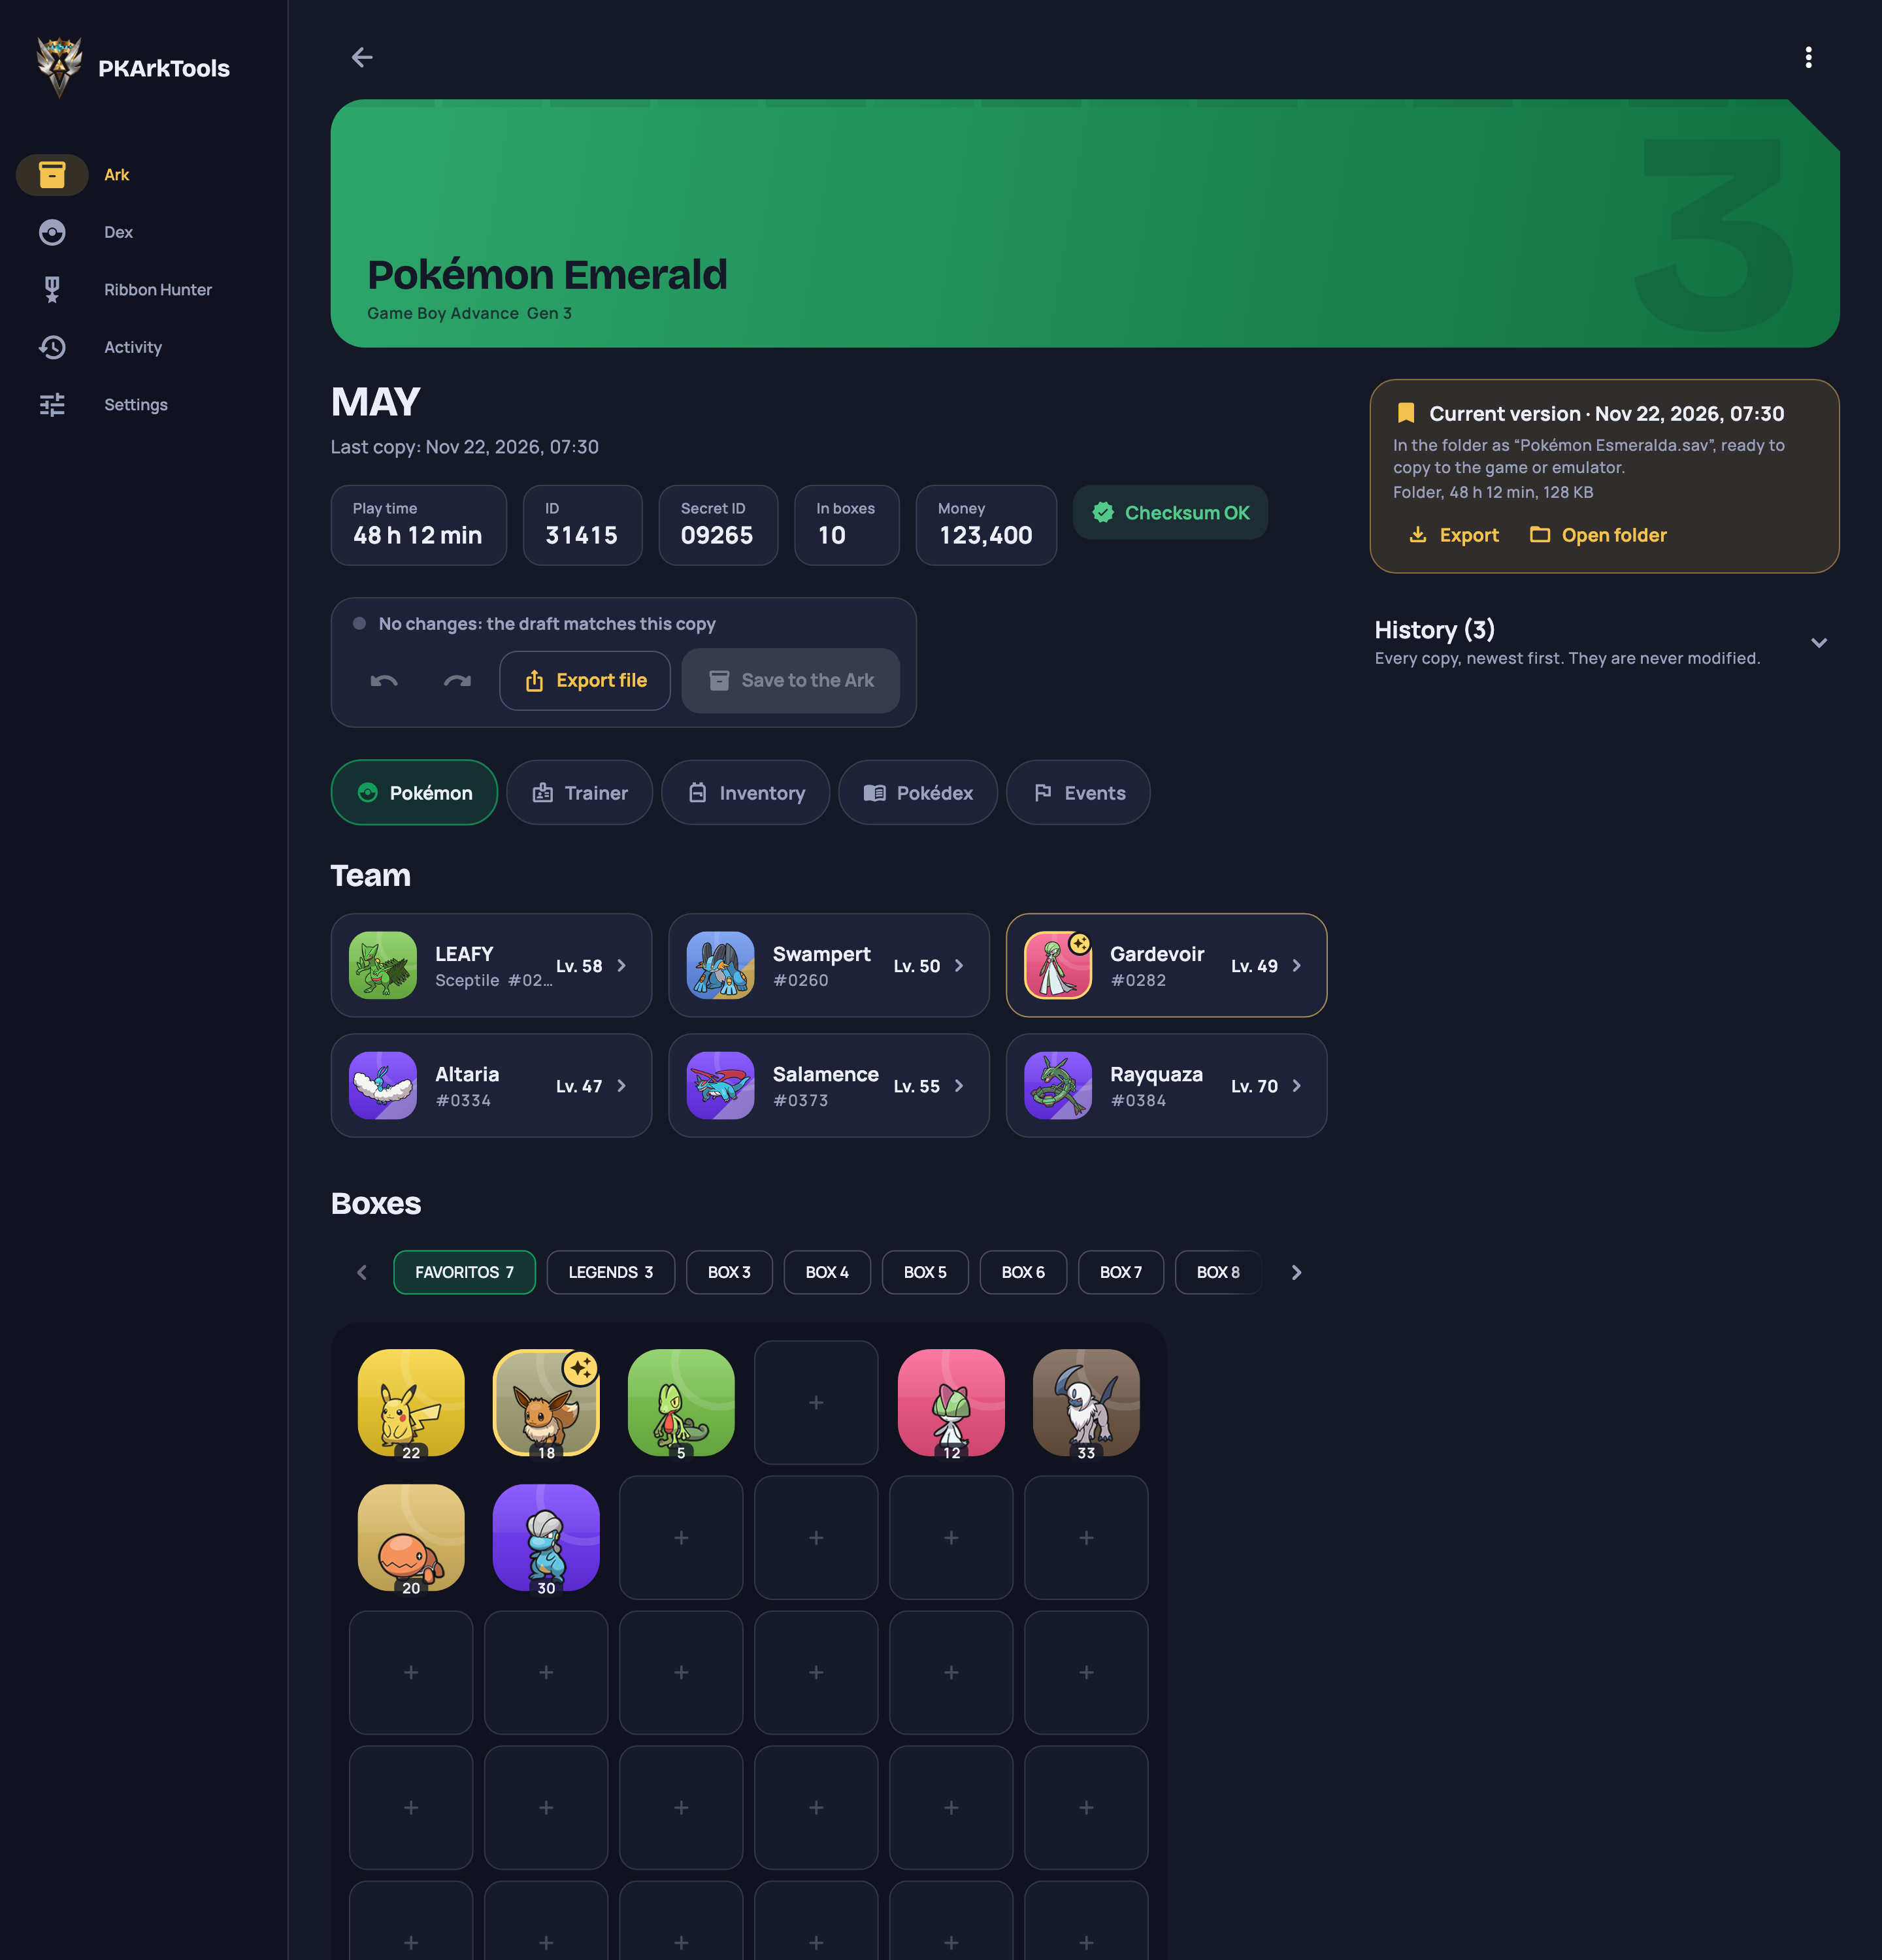 PKArkTools
Ark
Dex
Ribbon Hunter
Activity
Settings
3
Pokémon Emerald
Game Boy Advance Gen 3
MAY
Last copy: Nov 22, 2026, 07:30
Play time
48 h 12 min
ID
31415
Secret ID
09265
In boxes
10
Money
123,400
Checksum OK
No changes: the draft matches this copy
Export file
Save to the Ark
Current version · Nov 22, 2026, 07:30
In the folder as “Pokémon Esmeralda.sav”, ready to
copy to the game or emulator.
Folder, 48 h 12 min, 128 KB
Export
Open folder
History (3)
Every copy, newest first. They are never modified.
Pokémon
Trainer
Inventory
Pokédex
Events
Team
LEAFY
Sceptile #02...
Lv. 58
Swampert
#0260
Lv. 50
Gardevoir
#0282
Lv. 49
Altaria
#0334
Lv. 47
Salamence
#0373
Lv. 55
Rayquaza
#0384
Lv. 70
Boxes
FAVORITOS 7
LEGENDS 3
BOX 3
BOX 4
BOX 5
BOX 6
BOX 7
BOX 8
22
18
5
12
33
20
30